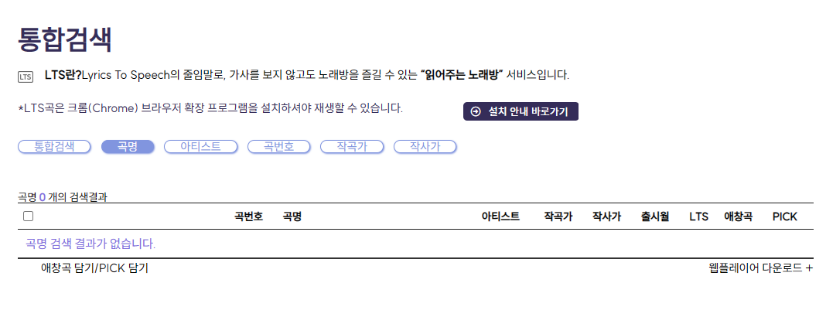 통합검색
LTS LTS란?Lyrics To Speech의 줄임말로, 가사를 보지 않고도 노래방을 즐길 수 있는 "읽어주는 노래방" 서비스입니다.
*LTS곡은 크롬(Chrome) 브라우저 확장 프로그램을 설치하셔야 재생할 수 있습니다. 설치 안내 바로가기
통합검색 곡명 아티스트 곡번호 작곡가 작사가
곡명 0 개의 검색결과
곡번호 곡명 아티스트 작곡가 작사가 출시월 LTS 애창곡 PICK
곡명 검색 결과가 없습니다.
애창곡 담기/PICK 담기 웹플레이어 다운로드 +